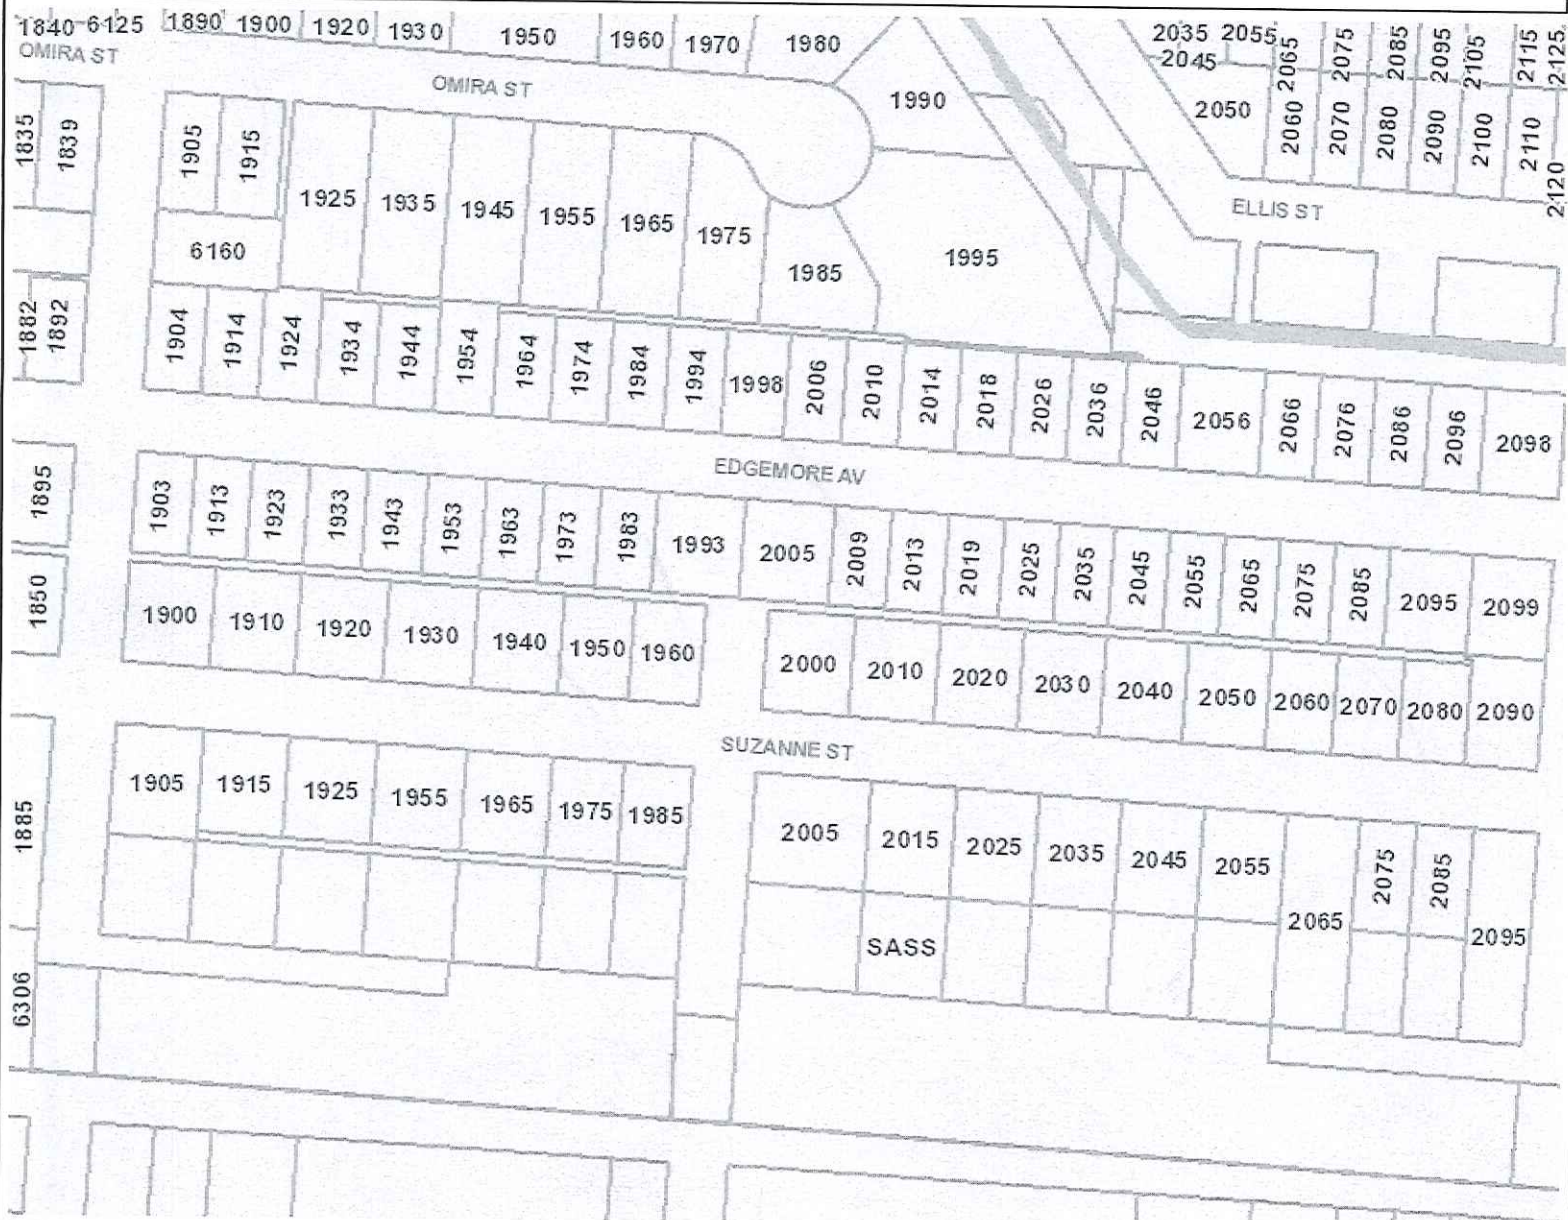 1840 6125 1890 1900 1920 1930 1950 1960 1970 1980
OMIRA ST
OMIRA ST
1990
2035 2055
2045
2065 2075 2085 2095 2105 2115 2125
2050 2060 2070 2080 2090 2100 2110 2120
ELLIS ST
1835 1839 1905 1915 1925 1935 1945 1955 1965 1975 1985 1995
6160
1882 1892
1904 1914 1924 1934 1944 1954 1964 1974 1984 1994 1998 2006 2010 2014 2018 2026 2036 2046 2056 2066 2076 2086 2096 2098
EDGEMORE AV
1895 1903 1913 1923 1933 1943 1953 1963 1973 1983 1993 2005 2009 2013 2019 2025 2035 2045 2055 2065 2075 2085 2095 2099
1850 1900 1910 1920 1930 1940 1950 1960 2000 2010 2020 2030 2040 2050 2060 2070 2080 2090
SUZANNE ST
1885 1905 1915 1925 1955 1965 1975 1985 2005 2015 2025 2035 2045 2055 2065 2075 2085 2095
SASS
6306